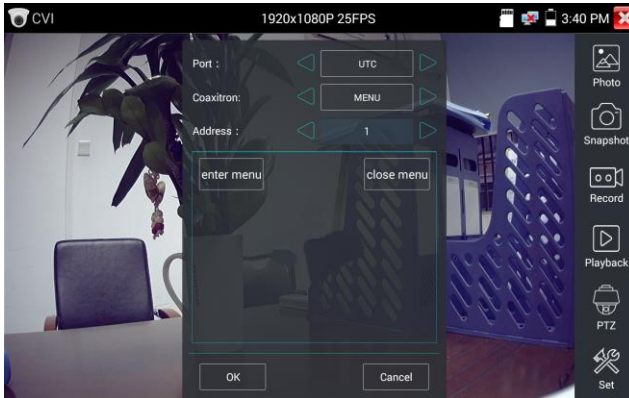 CVI 1920x1080P 25FPS 3:40 PM
Port : UTC
Coaxitron: MENU
Address : 1
enter menu close menu
OK Cancel
Photo
Snapshot
Record
Playback
PTZ
Set